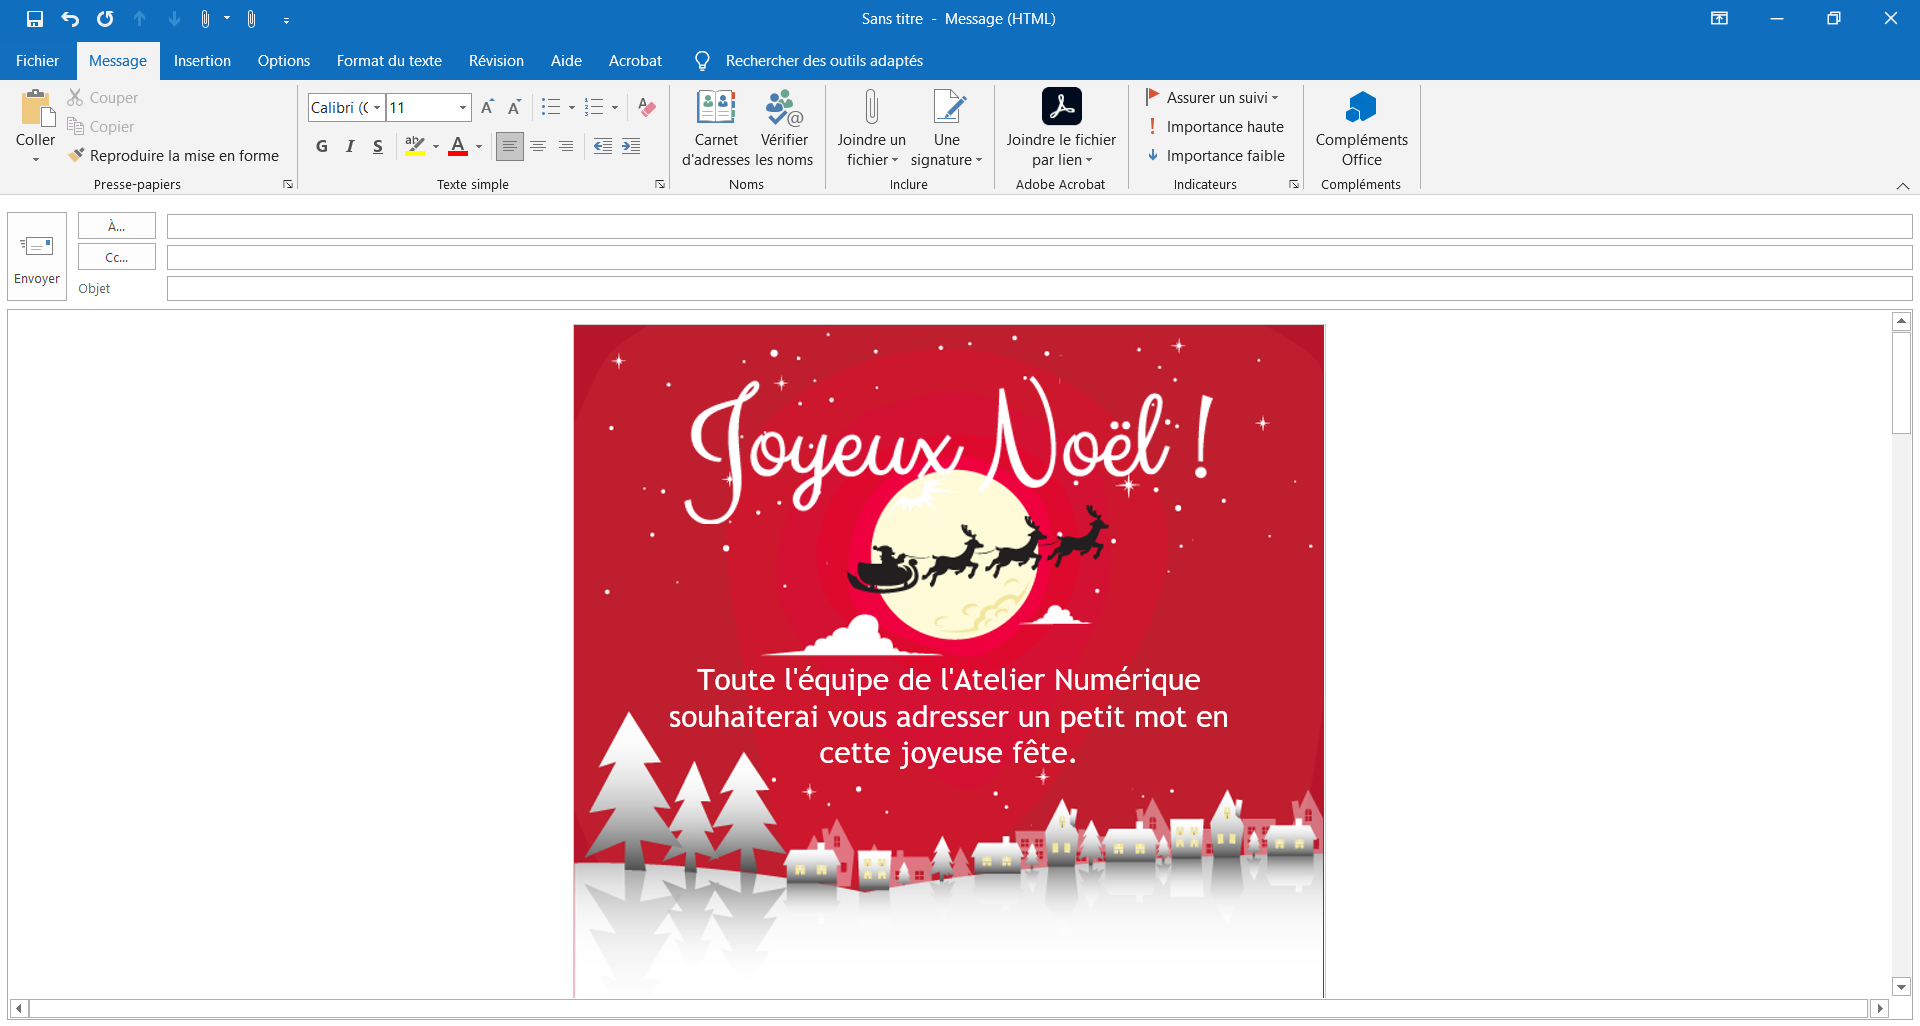 Sans titre - Message (HTML)
Fichier Message Insertion Options Format du texte Révision Aide Acrobat Rechercher des outils adaptés
Coller
Couper
Copier
Reproduire la mise en forme
Presse-papiers
Calibri (C 11
G I S
Texte simple
Carnet d'adresses
Vérifier les noms
Noms
Joindre un fichier
Une signature
Inclure
Joindre le fichier par lien
Adobe Acrobat
Assurer un suivi
Importance haute
Importance faible
Indicateurs
Compléments Office
Compléments
Envoyer
À...
Cc...
Objet
Joyeux Noël !
Toute l'équipe de l'Atelier Numérique
souhaiterai vous adresser un petit mot en
cette joyeuse fête.